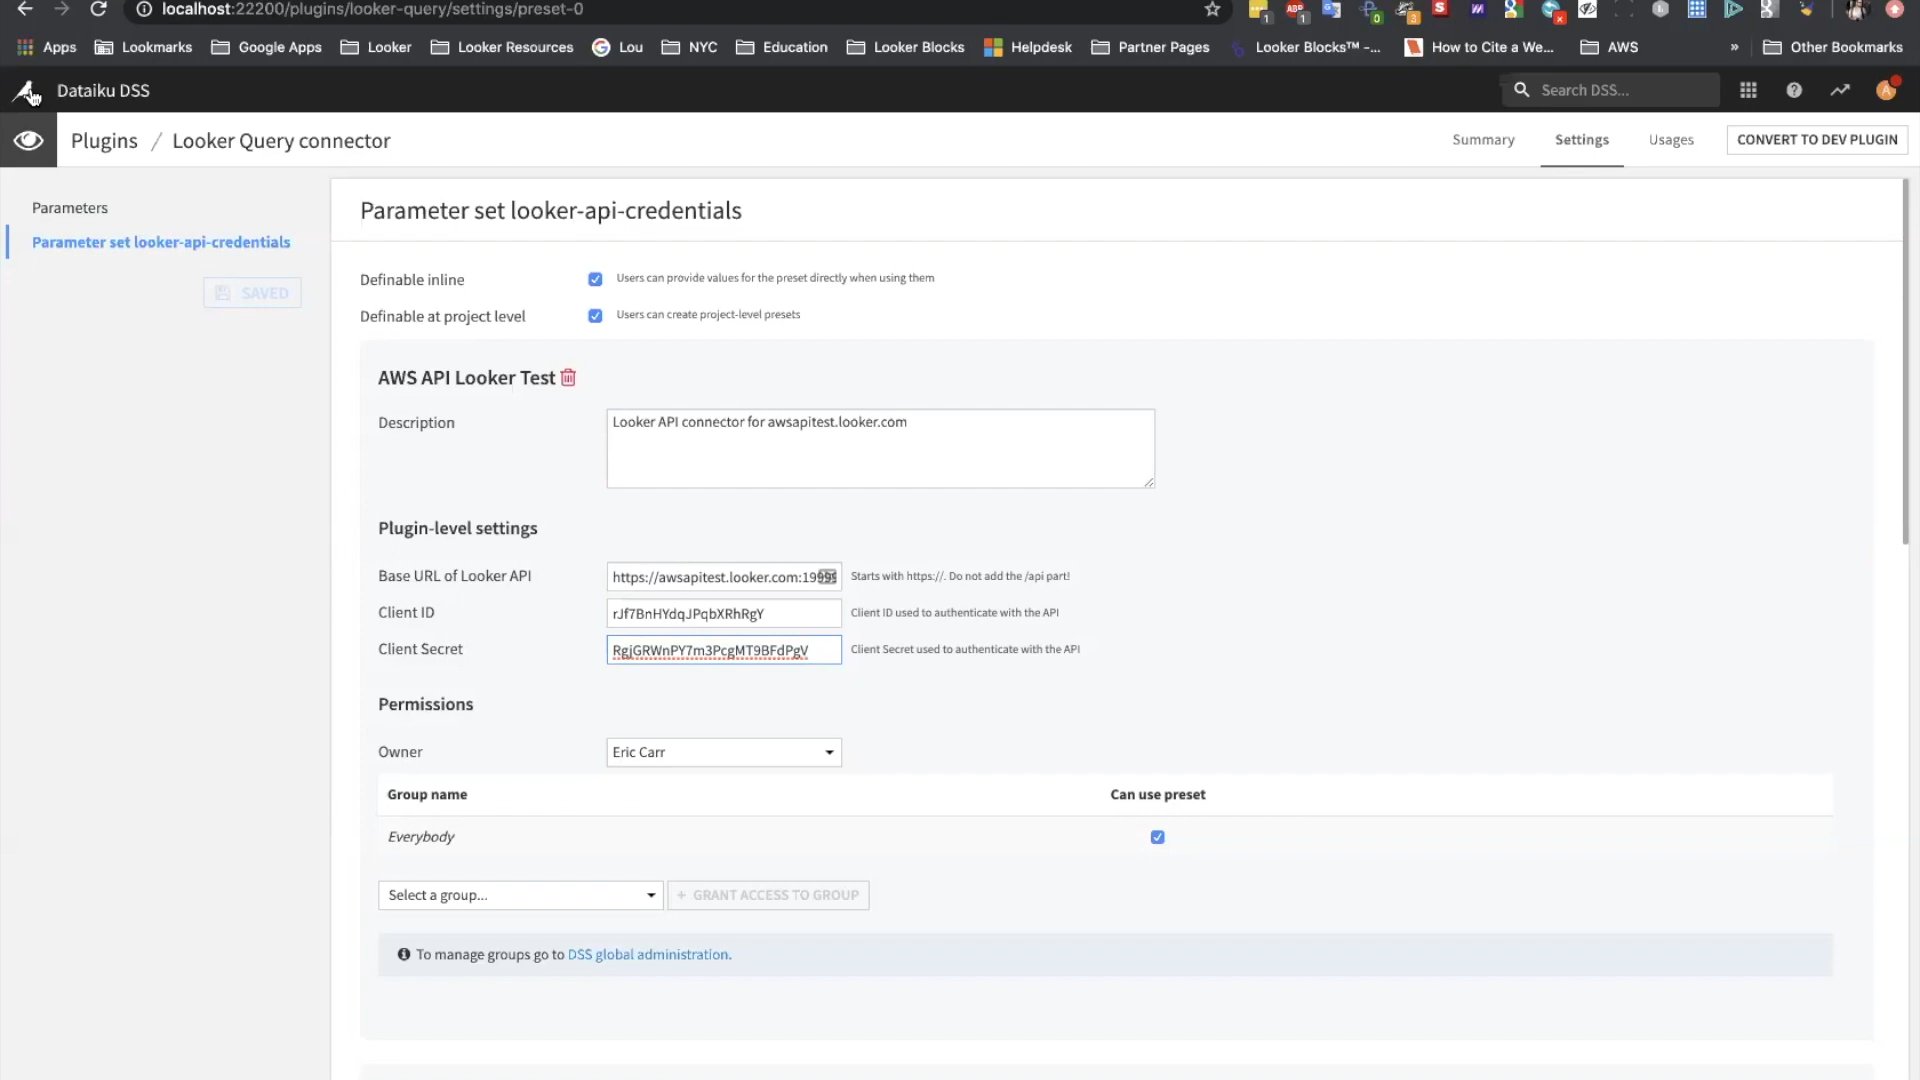 localhost:22200/plugins/looker-query/settings/preset-0
Apps Lookmarks Google Apps Looker Looker Resources Lou NYC Education Looker Blocks Helpdesk Partner Pages Looker Blocks™ -... How to Cite a We... AWS » Other Bookmarks
Dataiku DSS
Search DSS...
Plugins / Looker Query connector
Summary Settings Usages CONVERT TO DEV PLUGIN
Parameters
Parameter set looker-api-credentials
SAVED
Parameter set looker-api-credentials
Definable inline Users can provide values for the preset directly when using them
Definable at project level Users can create project-level presets
AWS API Looker Test
Description Looker API connector for awsapitest.looker.com
Plugin-level settings
Base URL of Looker API https://awsapitest.looker.com:19999 Starts with https://. Do not add the /api part!
Client ID rJf7BnHYdqJPqbXRhRgY Client ID used to authenticate with the API
Client Secret RgjGRWnPY7m3PcgMT9BFdPgV Client Secret used to authenticate with the API
Permissions
Owner Eric Carr
Group name Can use preset
Everybody
Select a group... + GRANT ACCESS TO GROUP
To manage groups go to DSS global administration.